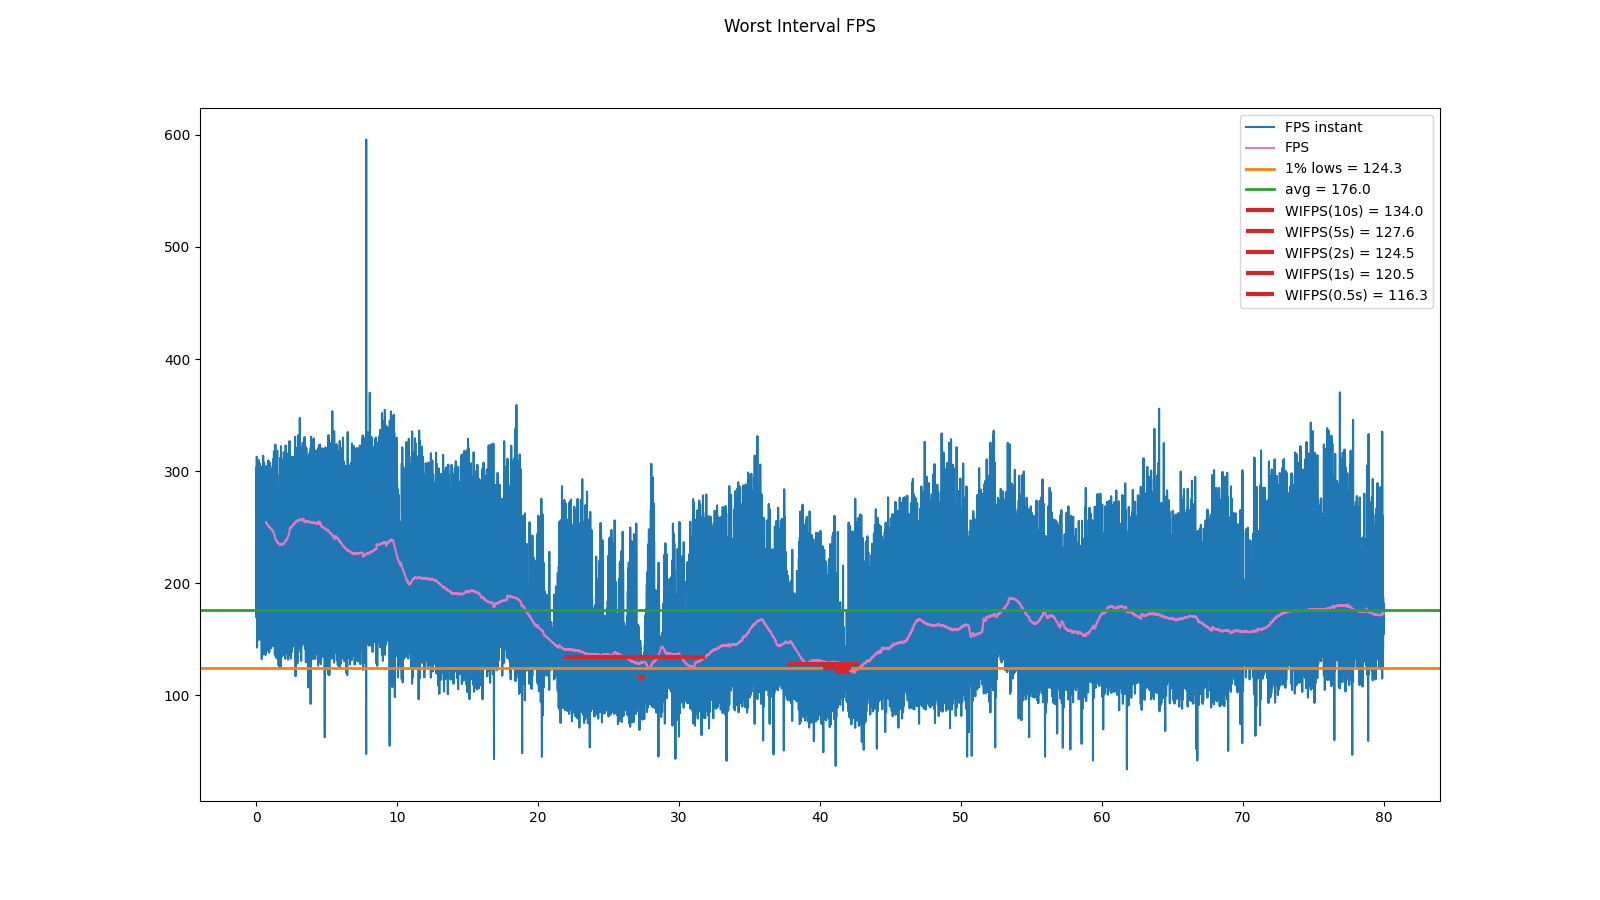 Worst Interval FPS
600
500
400
300
200
100
0 10 20 30 40 50 60 70 80
FPS instant
FPS
1% lows = 124.3
avg = 176.0
WIFPS(10s) = 134.0
WIFPS(5s) = 127.6
WIFPS(2s) = 124.5
WIFPS(1s) = 120.5
WIFPS(0.5s) = 116.3